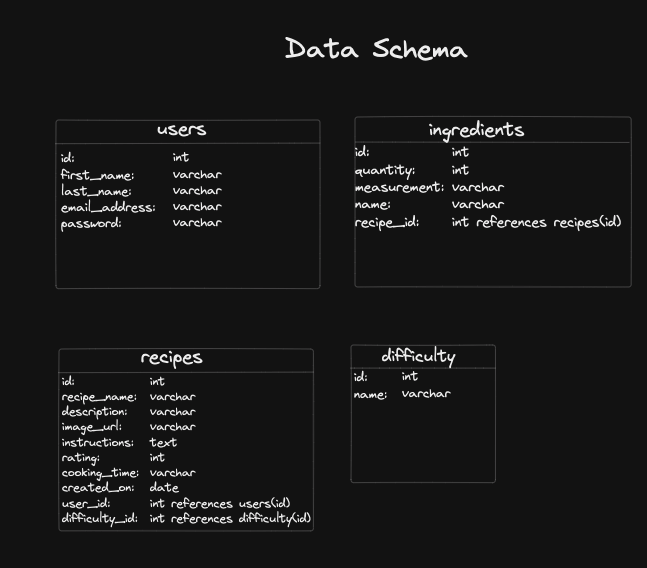 Data Schema
users
id: int
first_name: varchar
last_name: varchar
email_address: varchar
password: varchar
ingredients
id: int
quantity: int
measurement: varchar
name: varchar
recipe_id: int references recipes(id)
recipes
id: int
recipe_name: varchar
description: varchar
image_url: varchar
instructions: text
rating: int
cooking_time: varchar
created_on: date
user_id: int references users(id)
difficulty_id: int references difficulty(id)
difficulty
id: int
name: varchar